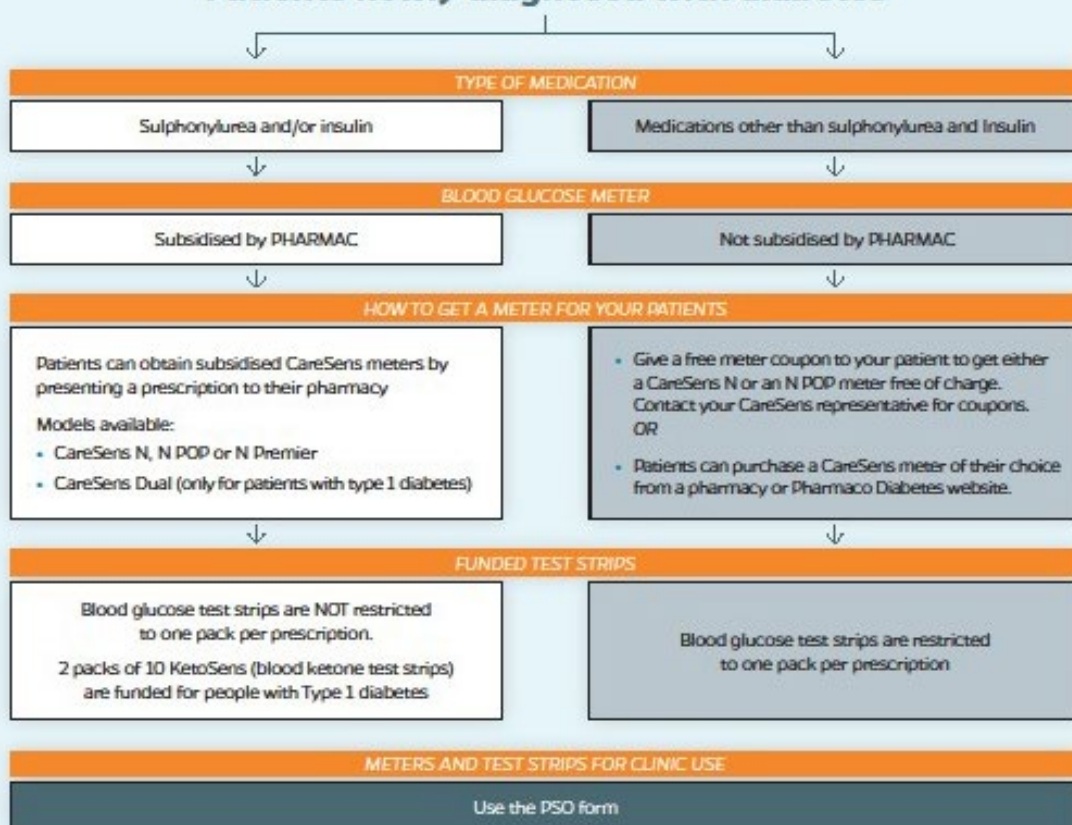 TYPE OF MEDICATION
Sulphonylurea and/or insulin
Medications other than sulphonylurea and Insulin
BLOOD GLUCOSE METER
Subsidised by PHARMAC
Not subsidised by PHARMAC
HOW TO GET A METER FOR YOUR PATIENTS
Patients can obtain subsidised CareSens meters by
presenting a prescription to their pharmacy
Models available:
• CareSens N, N POP or N Premier
• CareSens Dual (only for patients with type 1 diabetes)
• Give a free meter coupon to your patient to get either
a CareSens N or an N POP meter free of charge.
Contact your CareSens representative for coupons.
OR
• Patients can purchase a CareSens meter of their choice
from a pharmacy or Pharmaco Diabetes website.
FUNDED TEST STRIPS
Blood glucose test strips are NOT restricted
to one pack per prescription.
2 packs of 10 KetoSens (blood ketone test strips)
are funded for people with Type 1 diabetes
Blood glucose test strips are restricted
to one pack per prescription
METERS AND TEST STRIPS FOR CLINIC USE
Use the PSO form